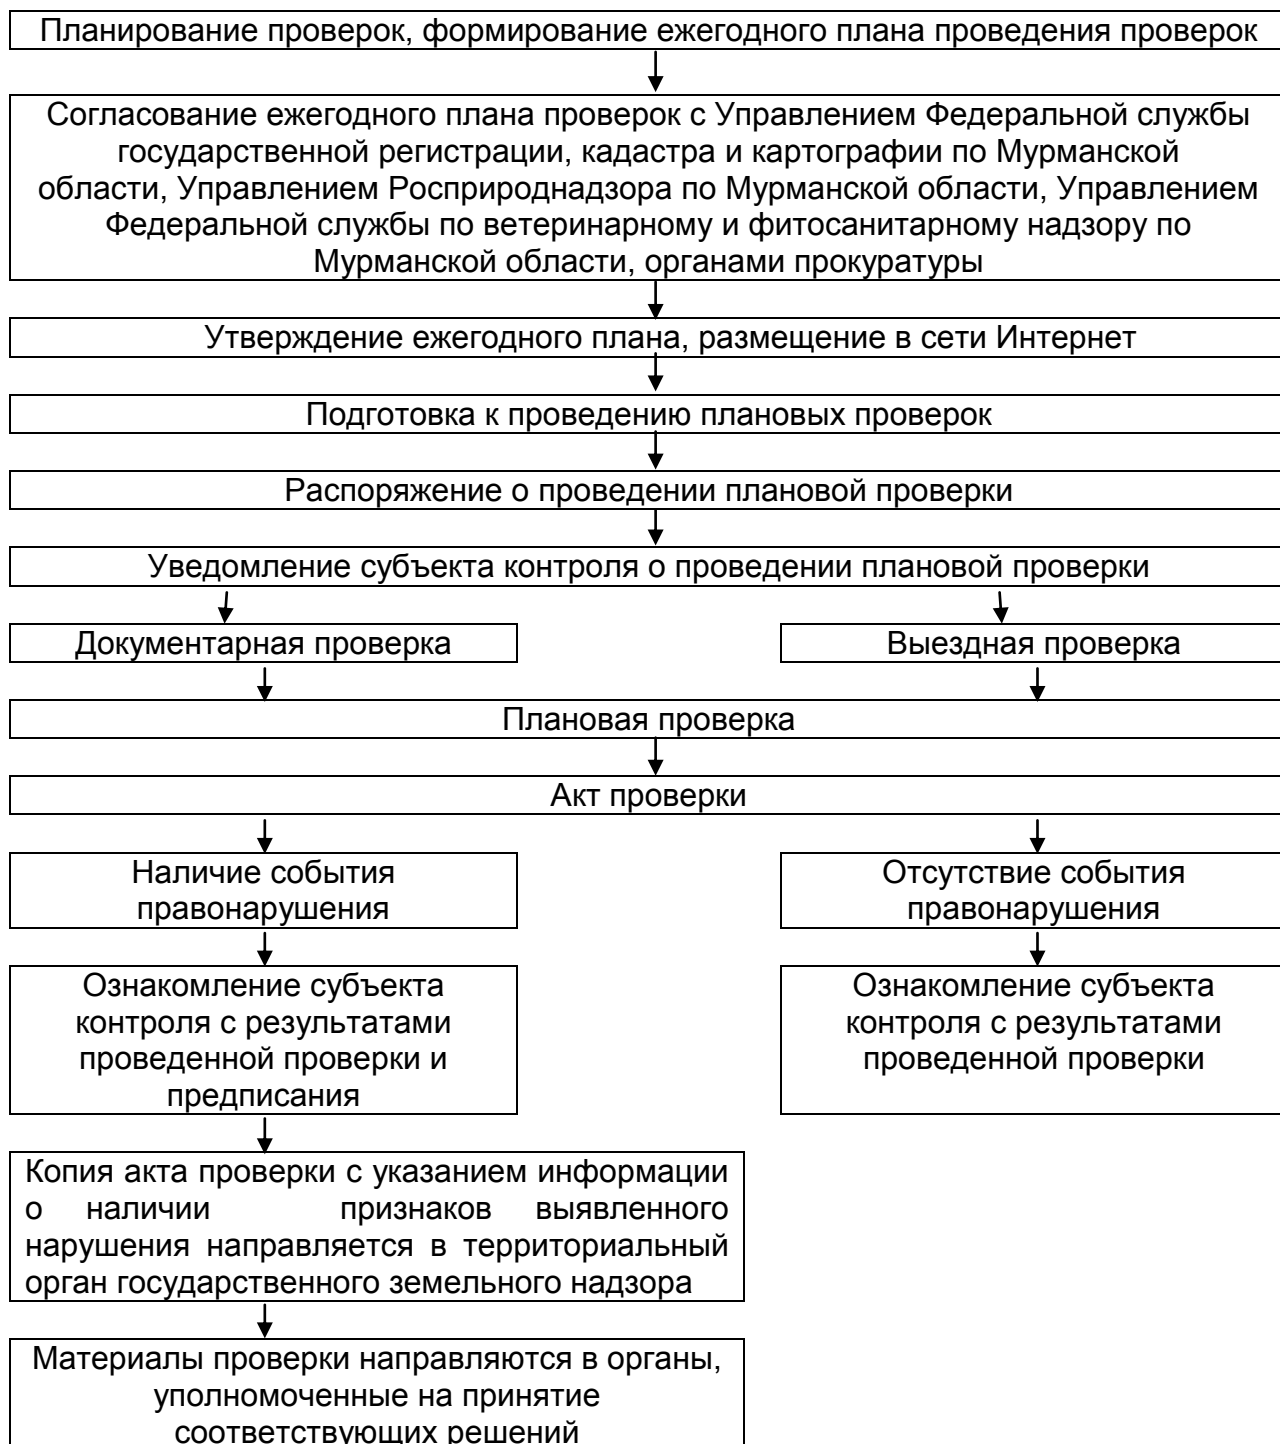 Планирование проверок, формирование ежегодного плана проведения проверок
Согласование ежегодного плана проверок с Управлением Федеральной службы
государственной регистрации, кадастра и картографии по Мурманской
области, Управлением Росприроднадзора по Мурманской области, Управлением
Федеральной службы по ветеринарному и фитосанитарному надзору по
Мурманской области, органами прокуратуры
Утверждение ежегодного плана, размещение в сети Интернет
Подготовка к проведению плановых проверок
Распоряжение о проведении плановой проверки
Уведомление субъекта контроля о проведении плановой проверки
Документарная проверка
Выездная проверка
Плановая проверка
Акт проверки
Наличие события
правонарушения
Отсутствие события
правонарушения
Ознакомление субъекта
контроля с результатами
проведенной проверки и
предписания
Ознакомление субъекта
контроля с результатами
проведенной проверки
Копия акта проверки с указанием информации
о наличии признаков выявленного
нарушения направляется в территориальный
орган государственного земельного надзора
Материалы проверки направляются в органы,
уполномоченные на принятие
соответствующих решений